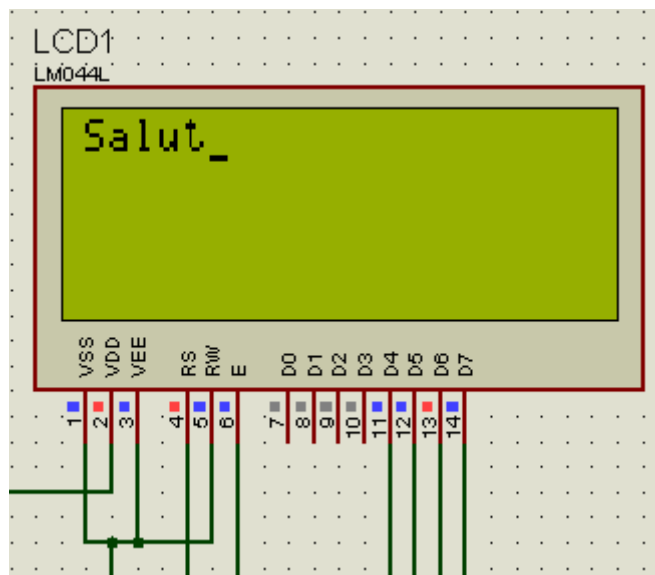 LCD1
LM044L
Salut_
VSS VDD VEE RS RW E D0 D1 D2 D3 D4 D5 D6 D7
1 2 3 4 5 6 7 8 9 10 11 12 13 14